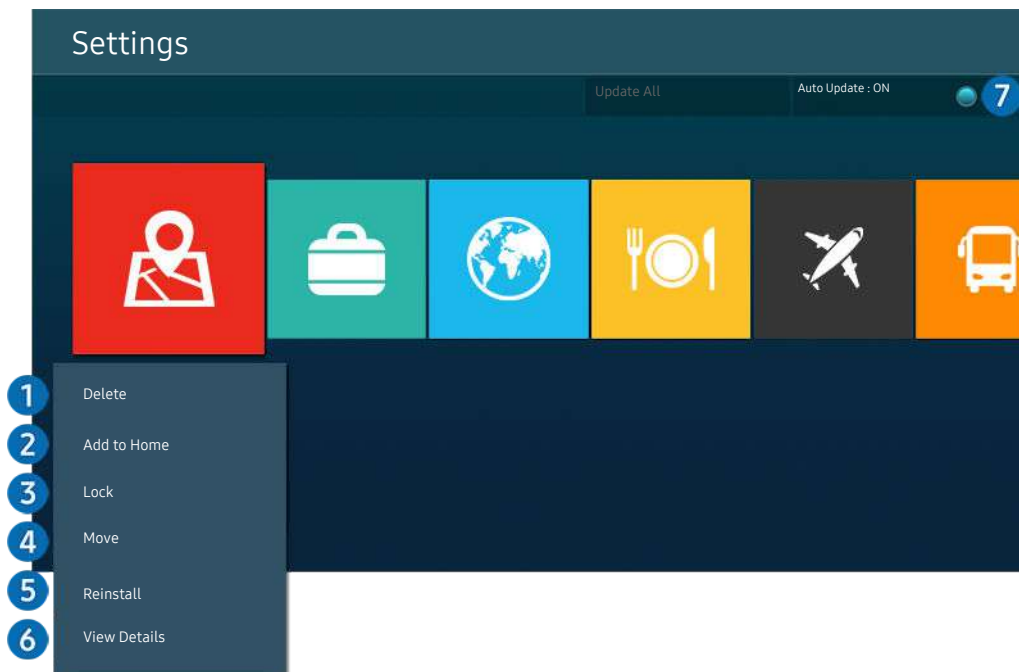 Settings
Update All
Auto Update : ON
7
1 Delete
2 Add to Home
3 Lock
4 Move
5 Reinstall
6 View Details